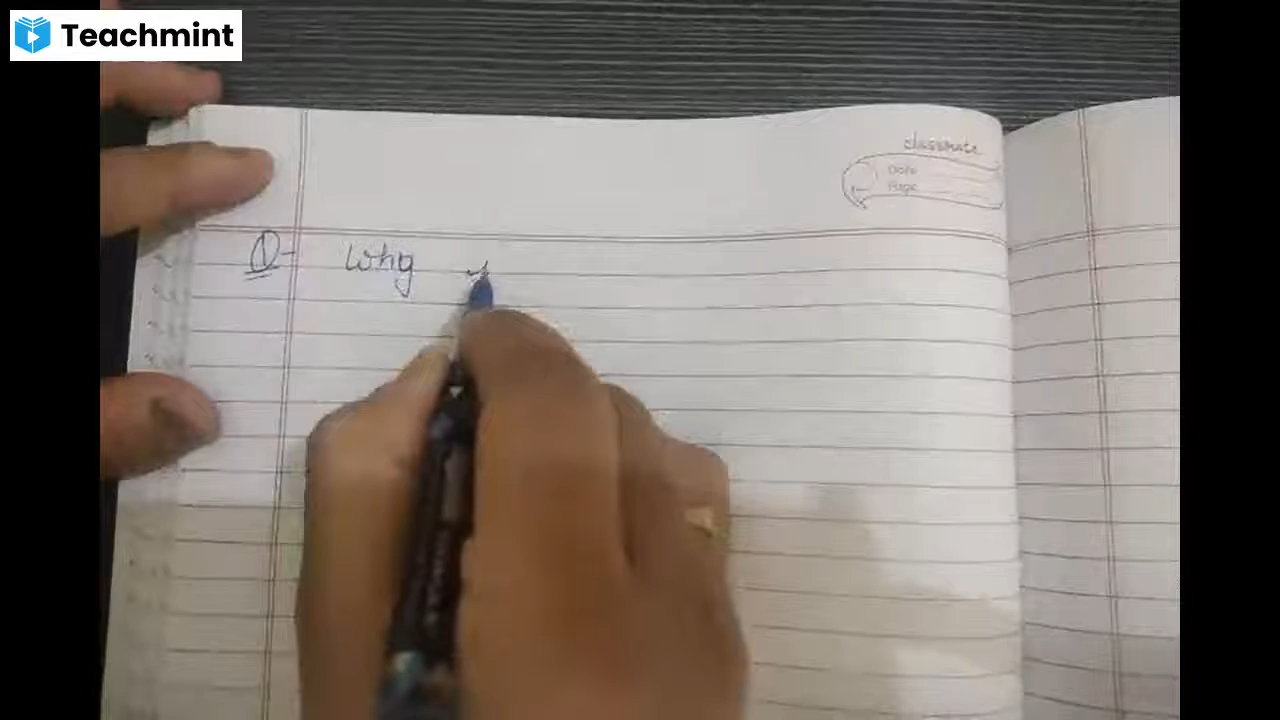 Teachmint
classmate
Date
Page
Q- Why